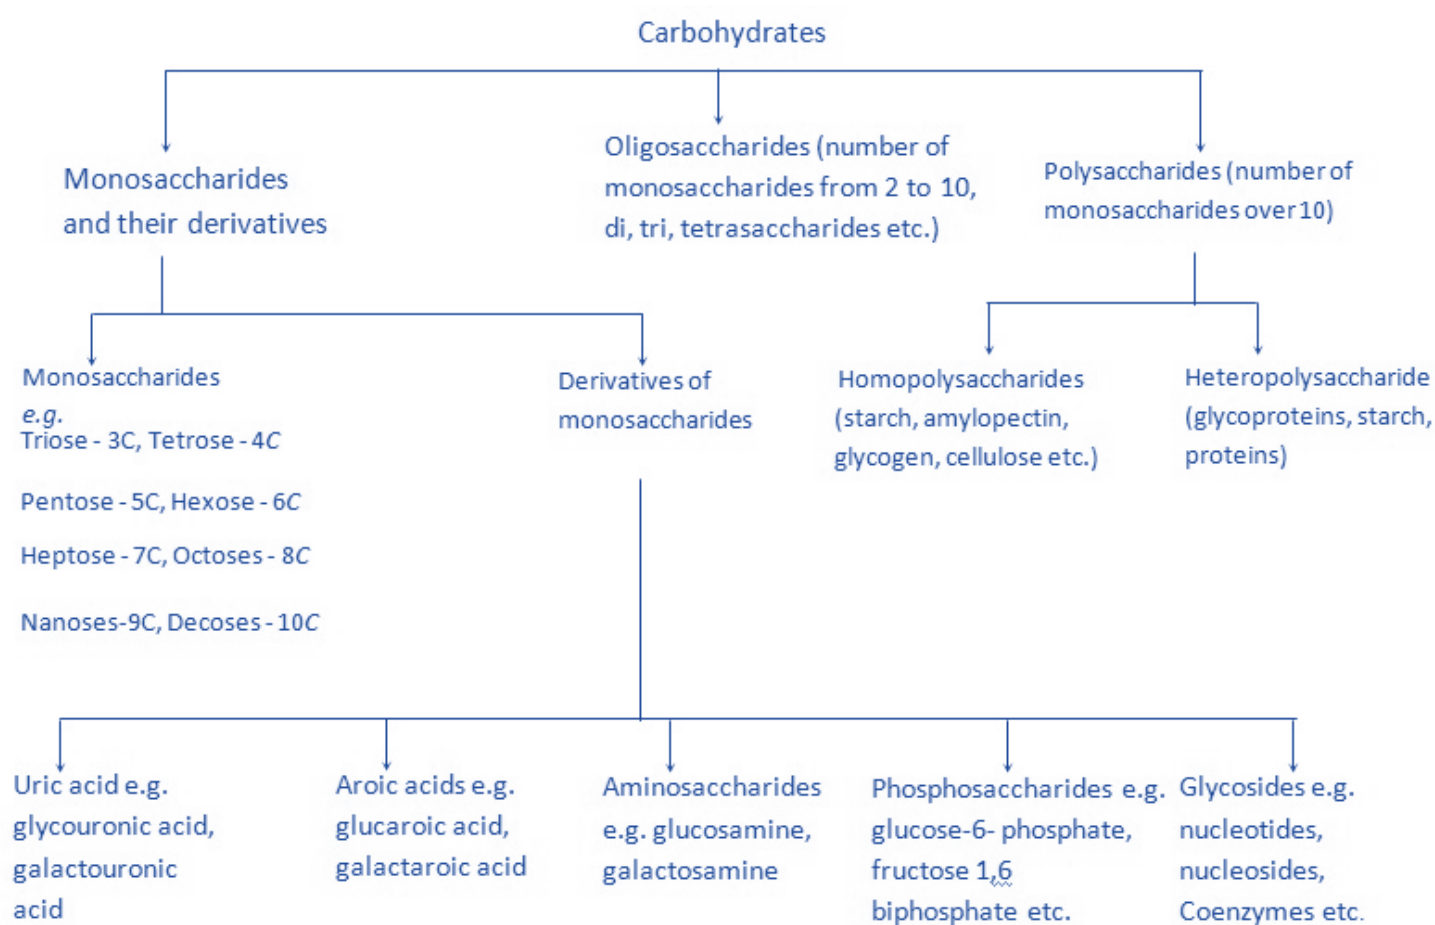 Carbohydrates
Monosaccharides
and their derivatives
Oligosaccharides (number of
monosaccharides from 2 to 10,
di, tri, tetrasaccharides etc.)
Polysaccharides (number of
monosaccharides over 10)
Monosaccharides
e.g.
Triose - 3C, Tetrose - 4C
Pentose - 5C, Hexose - 6C
Heptose - 7C, Octoses - 8C
Nanoses-9C, Decoses - 10C
Derivatives of
monosaccharides
Homopolysaccharides
(starch, amylopectin,
glycogen, cellulose etc.)
Heteropolysaccharide
(glycoproteins, starch,
proteins)
Uric acid e.g.
glycouronic acid,
galactouronic
acid
Aroic acids e.g.
glucaroic acid,
galactaroic acid
Aminosaccharides
e.g. glucosamine,
galactosamine
Phosphosaccharides e.g.
glucose-6- phosphate,
fructose 1,6
biphosphate etc.
Glycosides e.g.
nucleotides,
nucleosides,
Coenzymes etc.